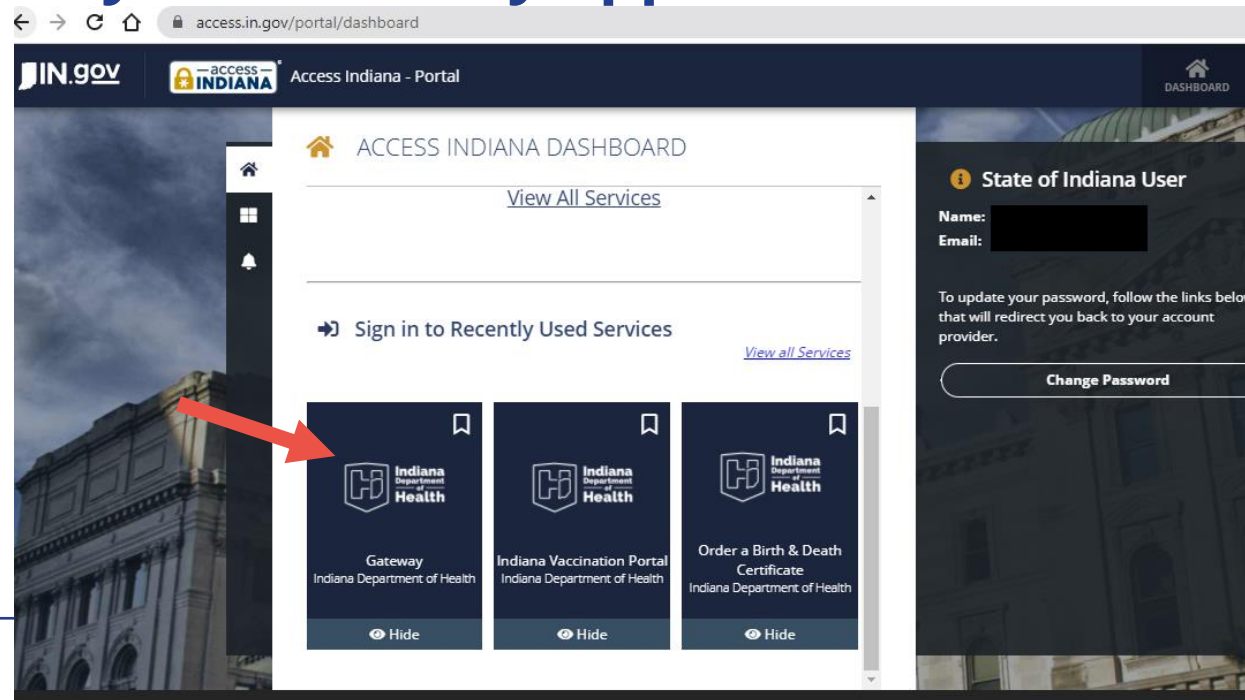 access.in.gov/portal/dashboard
IN.gov
access
INDIANA
Access Indiana - Portal
DASHBOARD
ACCESS INDIANA DASHBOARD
View All Services
Sign in to Recently Used Services
View all Services
Indiana
Department
of
Health
Gateway
Indiana Department of Health
Hide
Indiana
Department
of
Health
Indiana Vaccination Portal
Indiana Department of Health
Hide
Indiana
Department
of
Health
Order a Birth & Death
Certificate
Indiana Department of Health
Hide
State of Indiana User
Name:
Email:
To update your password, follow the links
that will redirect you back to your account
provider.
Change Password